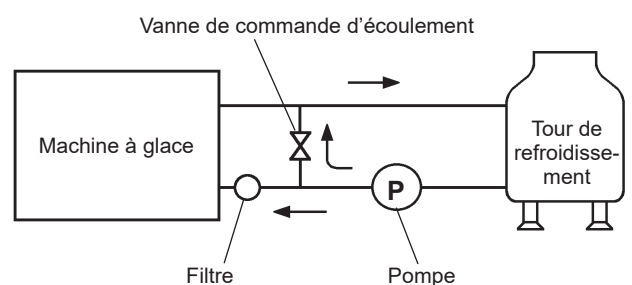 Vanne de commande d’écoulement
Machine à glace
Tour de
refroidisse-
ment
P
Filtre
Pompe